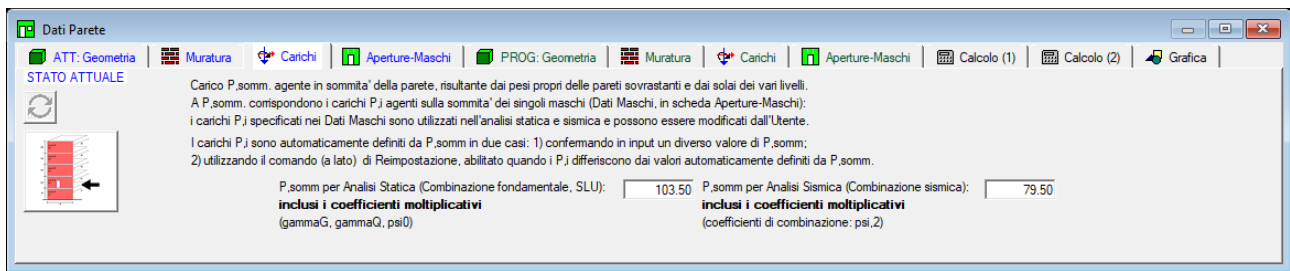 Dati Parete
ATT: Geometria Muratura Carichi Aperture-Maschi PROG: Geometria Muratura Carichi Aperture-Maschi Calcolo (1) Calcolo (2) Grafica
STATO ATTUALE
Carico P,somm. agente in sommita' della parete, risultante dai pesi propri delle pareti sovrastanti e dai solai dei vari livelli.
A P,somm. corrispondono i carichi P,i agenti sulla sommita' dei singoli maschi (Dati Maschi, in scheda Aperture-Maschi):
i carichi P,i specificati nei Dati Maschi sono utilizzati nell'analisi statica e sismica e possono essere modificati dall'Utente.
I carichi P,i sono automaticamente definiti da P,somm in due casi: 1) confermando in input un diverso valore di P,somm;
2) utilizzando il comando (a lato) di Reimpostazione, abilitato quando i P,i differiscono dai valori automaticamente definiti da P,somm.
P,somm per Analisi Statica (Combinazione fondamentale, SLU): 103.50 P,somm per Analisi Sismica (Combinazione sismica): 79.50
inclusi i coefficienti moltiplicativi inclusi i coefficienti moltiplicativi
(gammaG, gammaQ, psi0) (coefficienti di combinazione: psi,2)